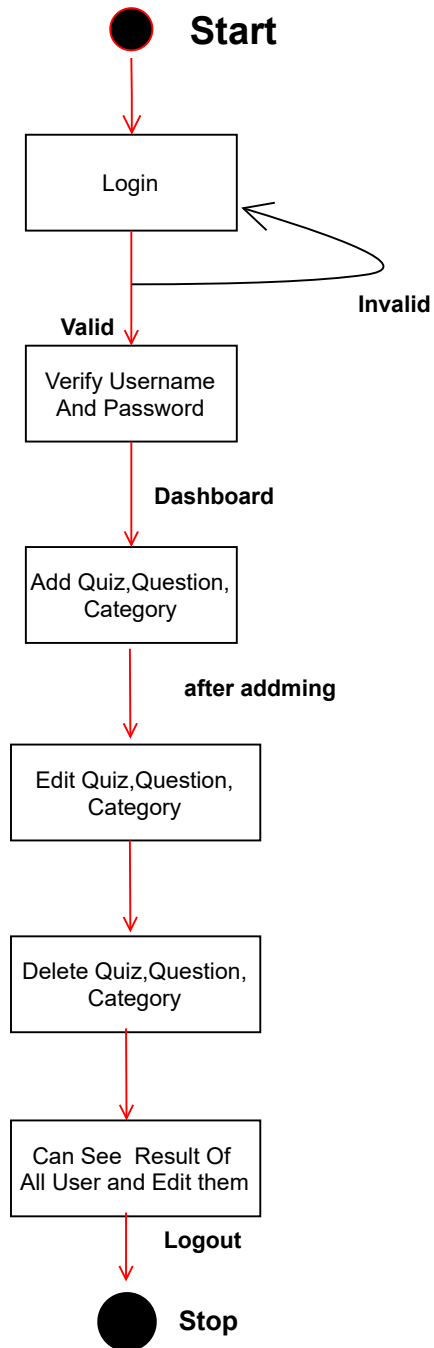 Start
Login
Invalid
Valid
Verify Username
And Password
Dashboard
Add Quiz,Question,
Category
after addming
Edit Quiz,Question,
Category
Delete Quiz,Question,
Category
Can See  Result Of
All User and Edit them
Logout
Stop